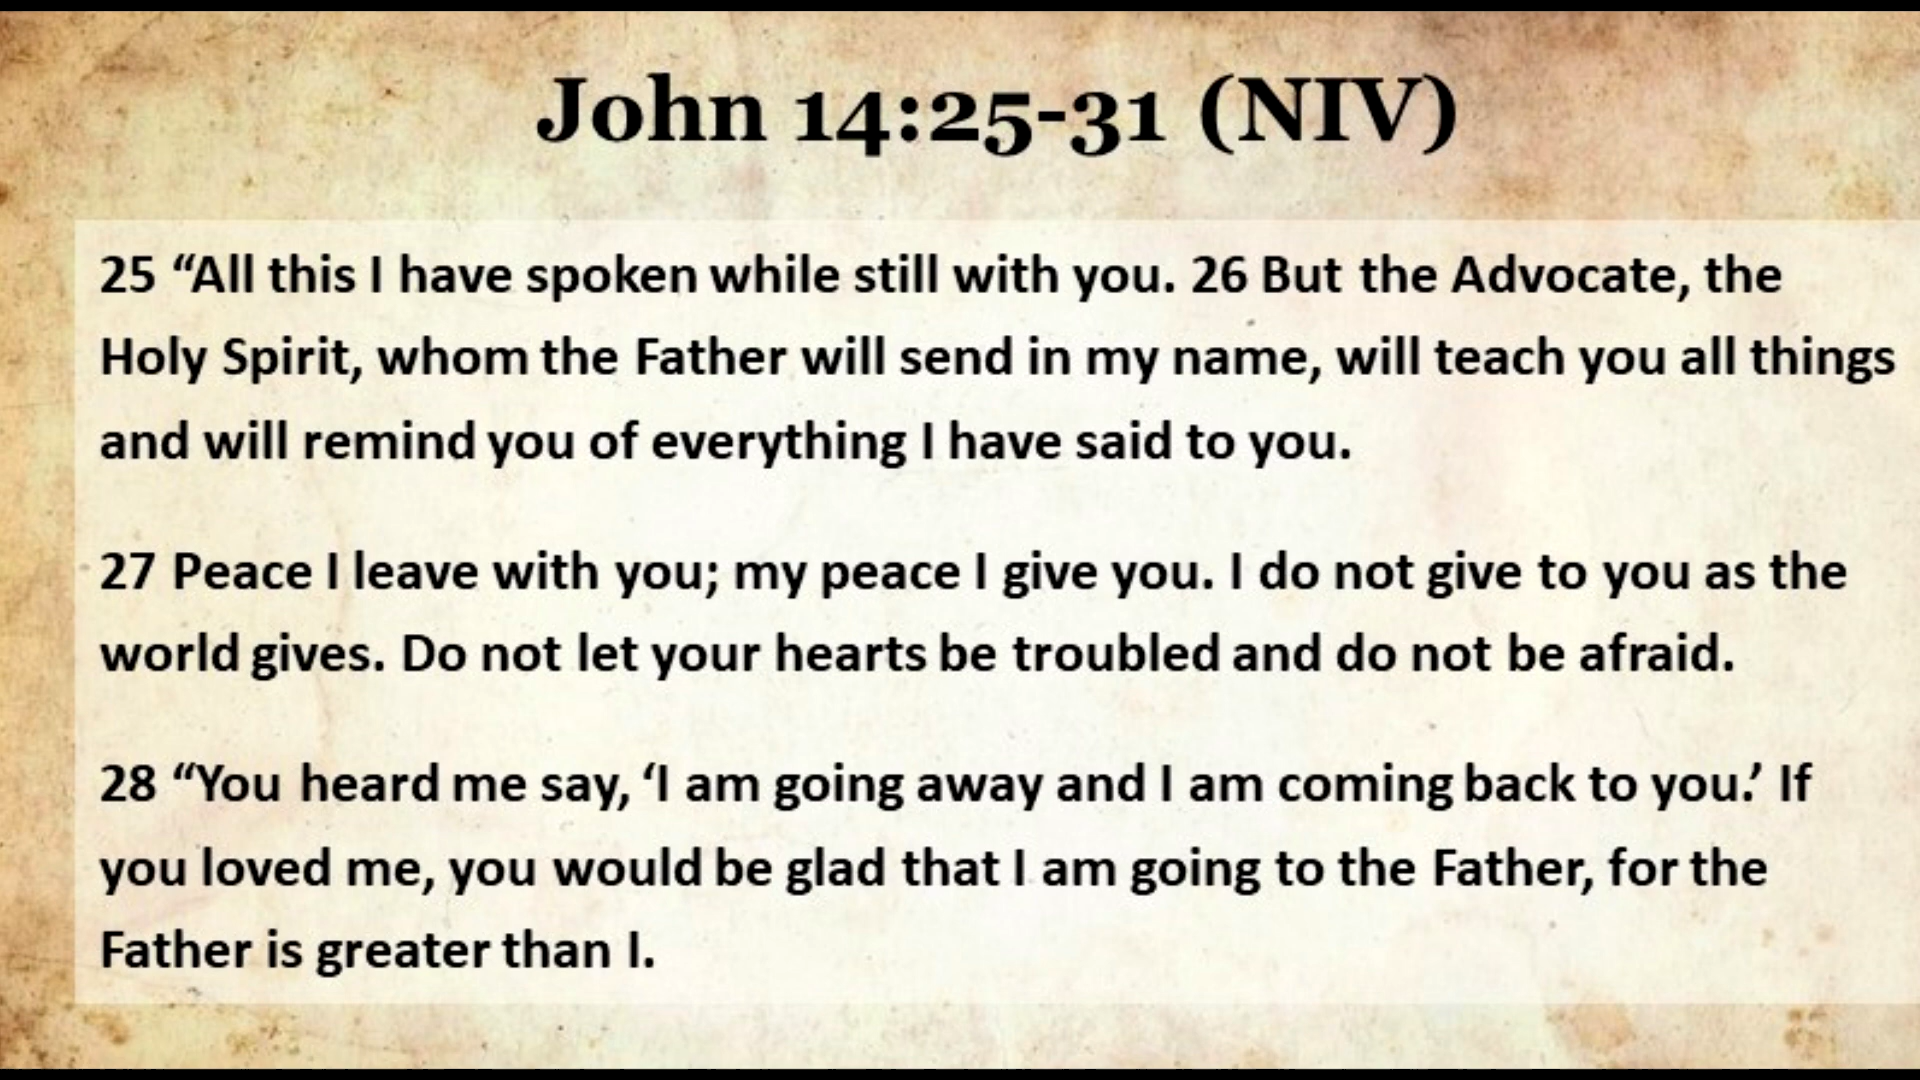 John 14:25-31 (NIV)
25 “All this I have spoken while still with you. 26 But the Advocate, the
Holy Spirit, whom the Father will send in my name, will teach you all things
and will remind you of everything I have said to you.
27 Peace I leave with you; my peace I give you. I do not give to you as the
world gives. Do not let your hearts be troubled and do not be afraid.
28 “You heard me say, ‘I am going away and I am coming back to you.’ If
you loved me, you would be glad that I am going to the Father, for the
Father is greater than I.